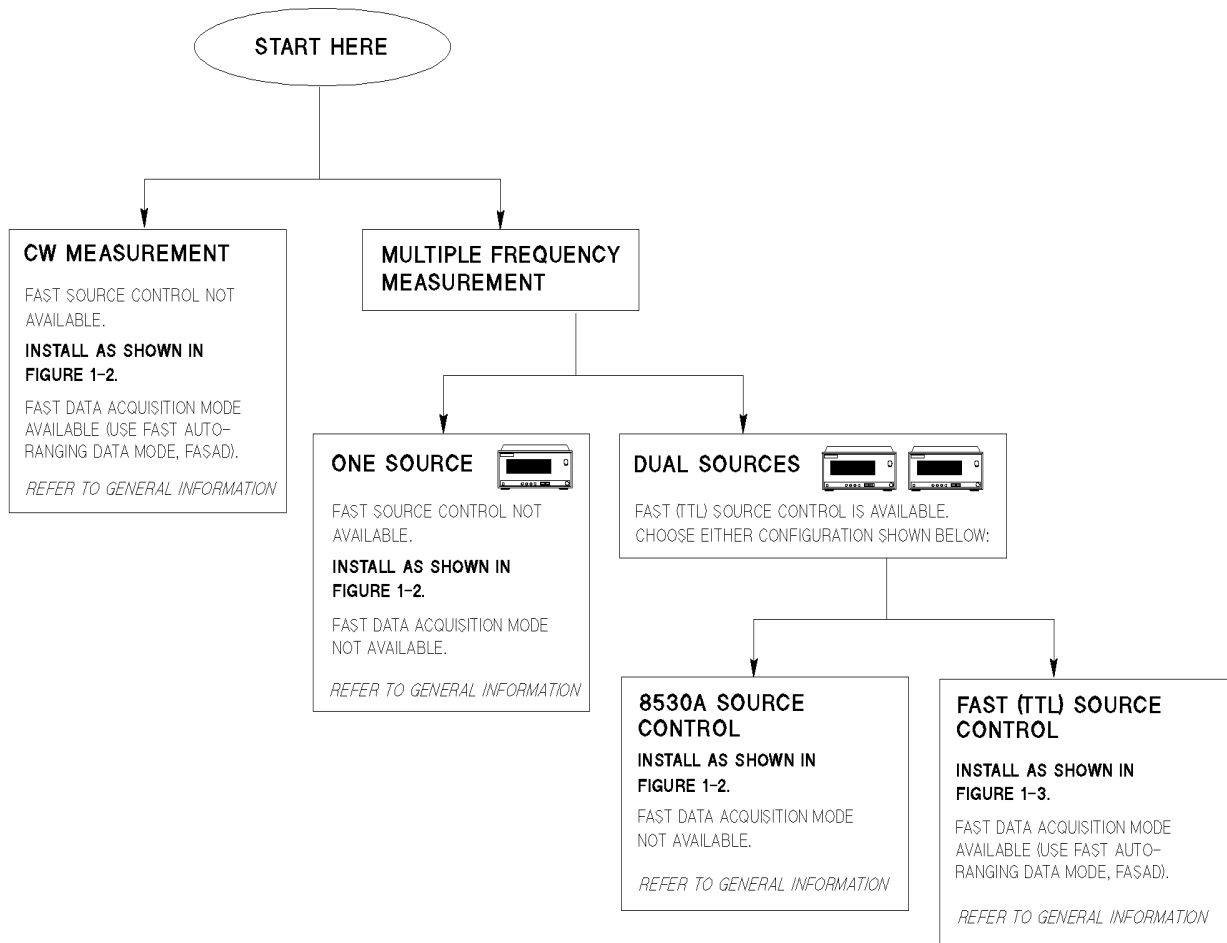 START HERE
CW MEASUREMENT
FAST SOURCE CONTROL NOT
AVAILABLE.
INSTALL AS SHOWN IN
FIGURE 1-2.
FAST DATA ACQUISITION MODE
AVAILABLE (USE FAST AUTO-
RANGING DATA MODE, FASAD).
REFER TO GENERAL INFORMATION
MULTIPLE FREQUENCY
MEASUREMENT
ONE SOURCE
FAST SOURCE CONTROL NOT
AVAILABLE.
INSTALL AS SHOWN IN
FIGURE 1-2.
FAST DATA ACQUISITION MODE
NOT AVAILABLE.
REFER TO GENERAL INFORMATION
DUAL SOURCES
FAST (TTL) SOURCE CONTROL IS AVAILABLE.
CHOOSE EITHER CONFIGURATION SHOWN BELOW:
8530A SOURCE
CONTROL
INSTALL AS SHOWN IN
FIGURE 1-2.
FAST DATA ACQUISITION MODE
NOT AVAILABLE.
REFER TO GENERAL INFORMATION
FAST (TTL) SOURCE
CONTROL
INSTALL AS SHOWN IN
FIGURE 1-3.
FAST DATA ACQUISITION MODE
AVAILABLE (USE FAST AUTO-
RANGING DATA MODE, FASAD).
REFER TO GENERAL INFORMATION